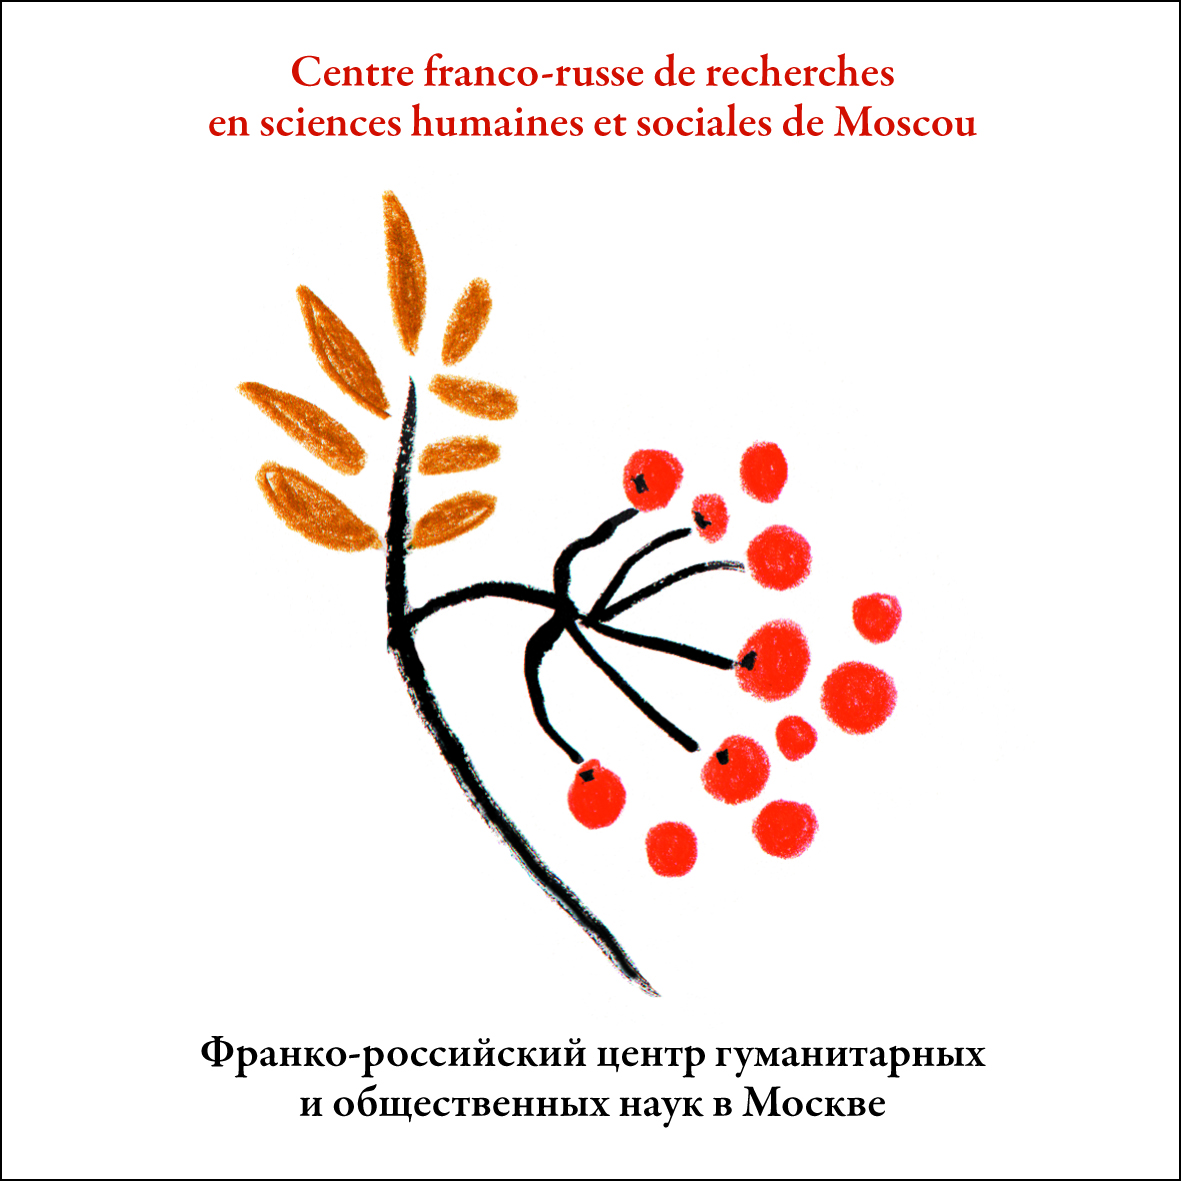 Centre franco-russe de recherches
en sciences humaines et sociales de Moscou
Франко-российский центр гуманитарных
и общественных наук в Москве